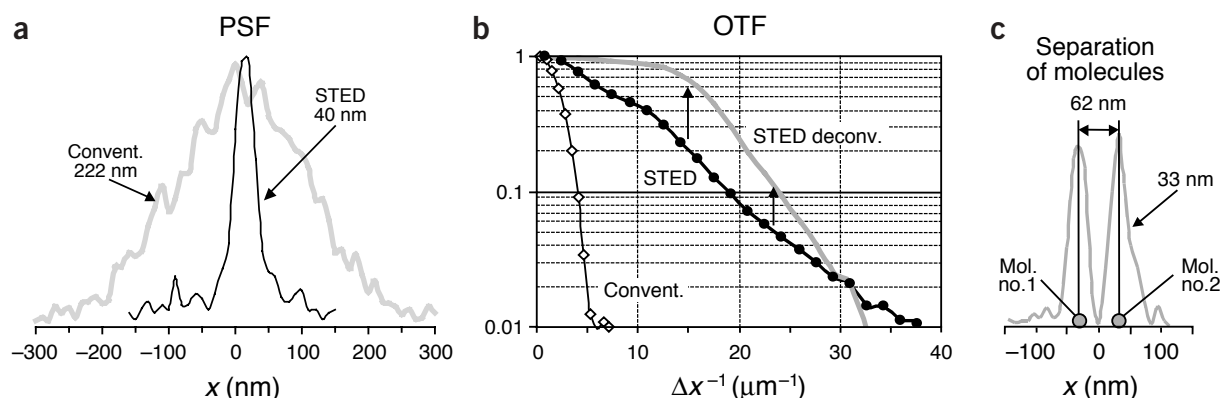 a
PSF
STED
40 nm
Convent.
222 nm
–300 –200 –100 0 100 200 300
x (nm)
b
OTF
1
0.1
0.01
STED deconv.
STED
Convent.
0 10 20 30 40
Δx⁻¹ (μm⁻¹)
c
Separation
of molecules
62 nm
33 nm
Mol.
no.1
Mol.
no.2
–100 0 100
x (nm)